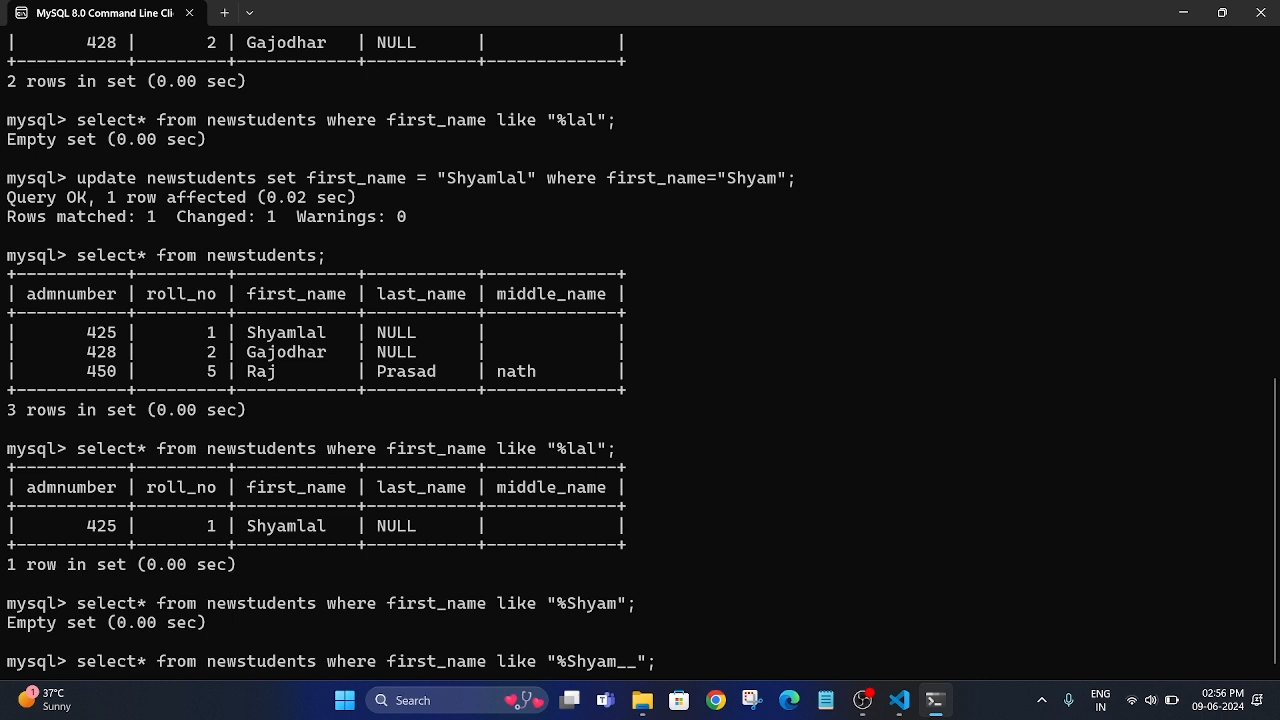 MySQL 8.0 Command Line Cli
|        428 |       2 | Gajodhar   | NULL      |             |
+------------+---------+------------+-----------+-------------+
2 rows in set (0.00 sec)
mysql> select* from newstudents where first_name like "%lal";
Empty set (0.00 sec)
mysql> update newstudents set first_name = "Shyamlal" where first_name="Shyam";
Query OK, 1 row affected (0.02 sec)
Rows matched: 1  Changed: 1  Warnings: 0
mysql> select* from newstudents;
+-----------+---------+------------+-----------+-------------+
| admnumber | roll_no | first_name | last_name | middle_name |
+-----------+---------+------------+-----------+-------------+
|       425 |       1 | Shyamlal   | NULL      |             |
|       428 |       2 | Gajodhar   | NULL      |             |
|       450 |       5 | Raj        | Prasad    | nath        |
+-----------+---------+------------+-----------+-------------+
3 rows in set (0.00 sec)
mysql> select* from newstudents where first_name like "%lal";
+-----------+---------+------------+-----------+-------------+
| admnumber | roll_no | first_name | last_name | middle_name |
+-----------+---------+------------+-----------+-------------+
|       425 |       1 | Shyamlal   | NULL      |             |
+-----------+---------+------------+-----------+-------------+
1 row in set (0.00 sec)
mysql> select* from newstudents where first_name like "%Shyam";
Empty set (0.00 sec)
mysql> select* from newstudents where first_name like "%Shyam__";
1
37°C
Sunny
Search
ENG
IN
02:56 PM
09-06-2024